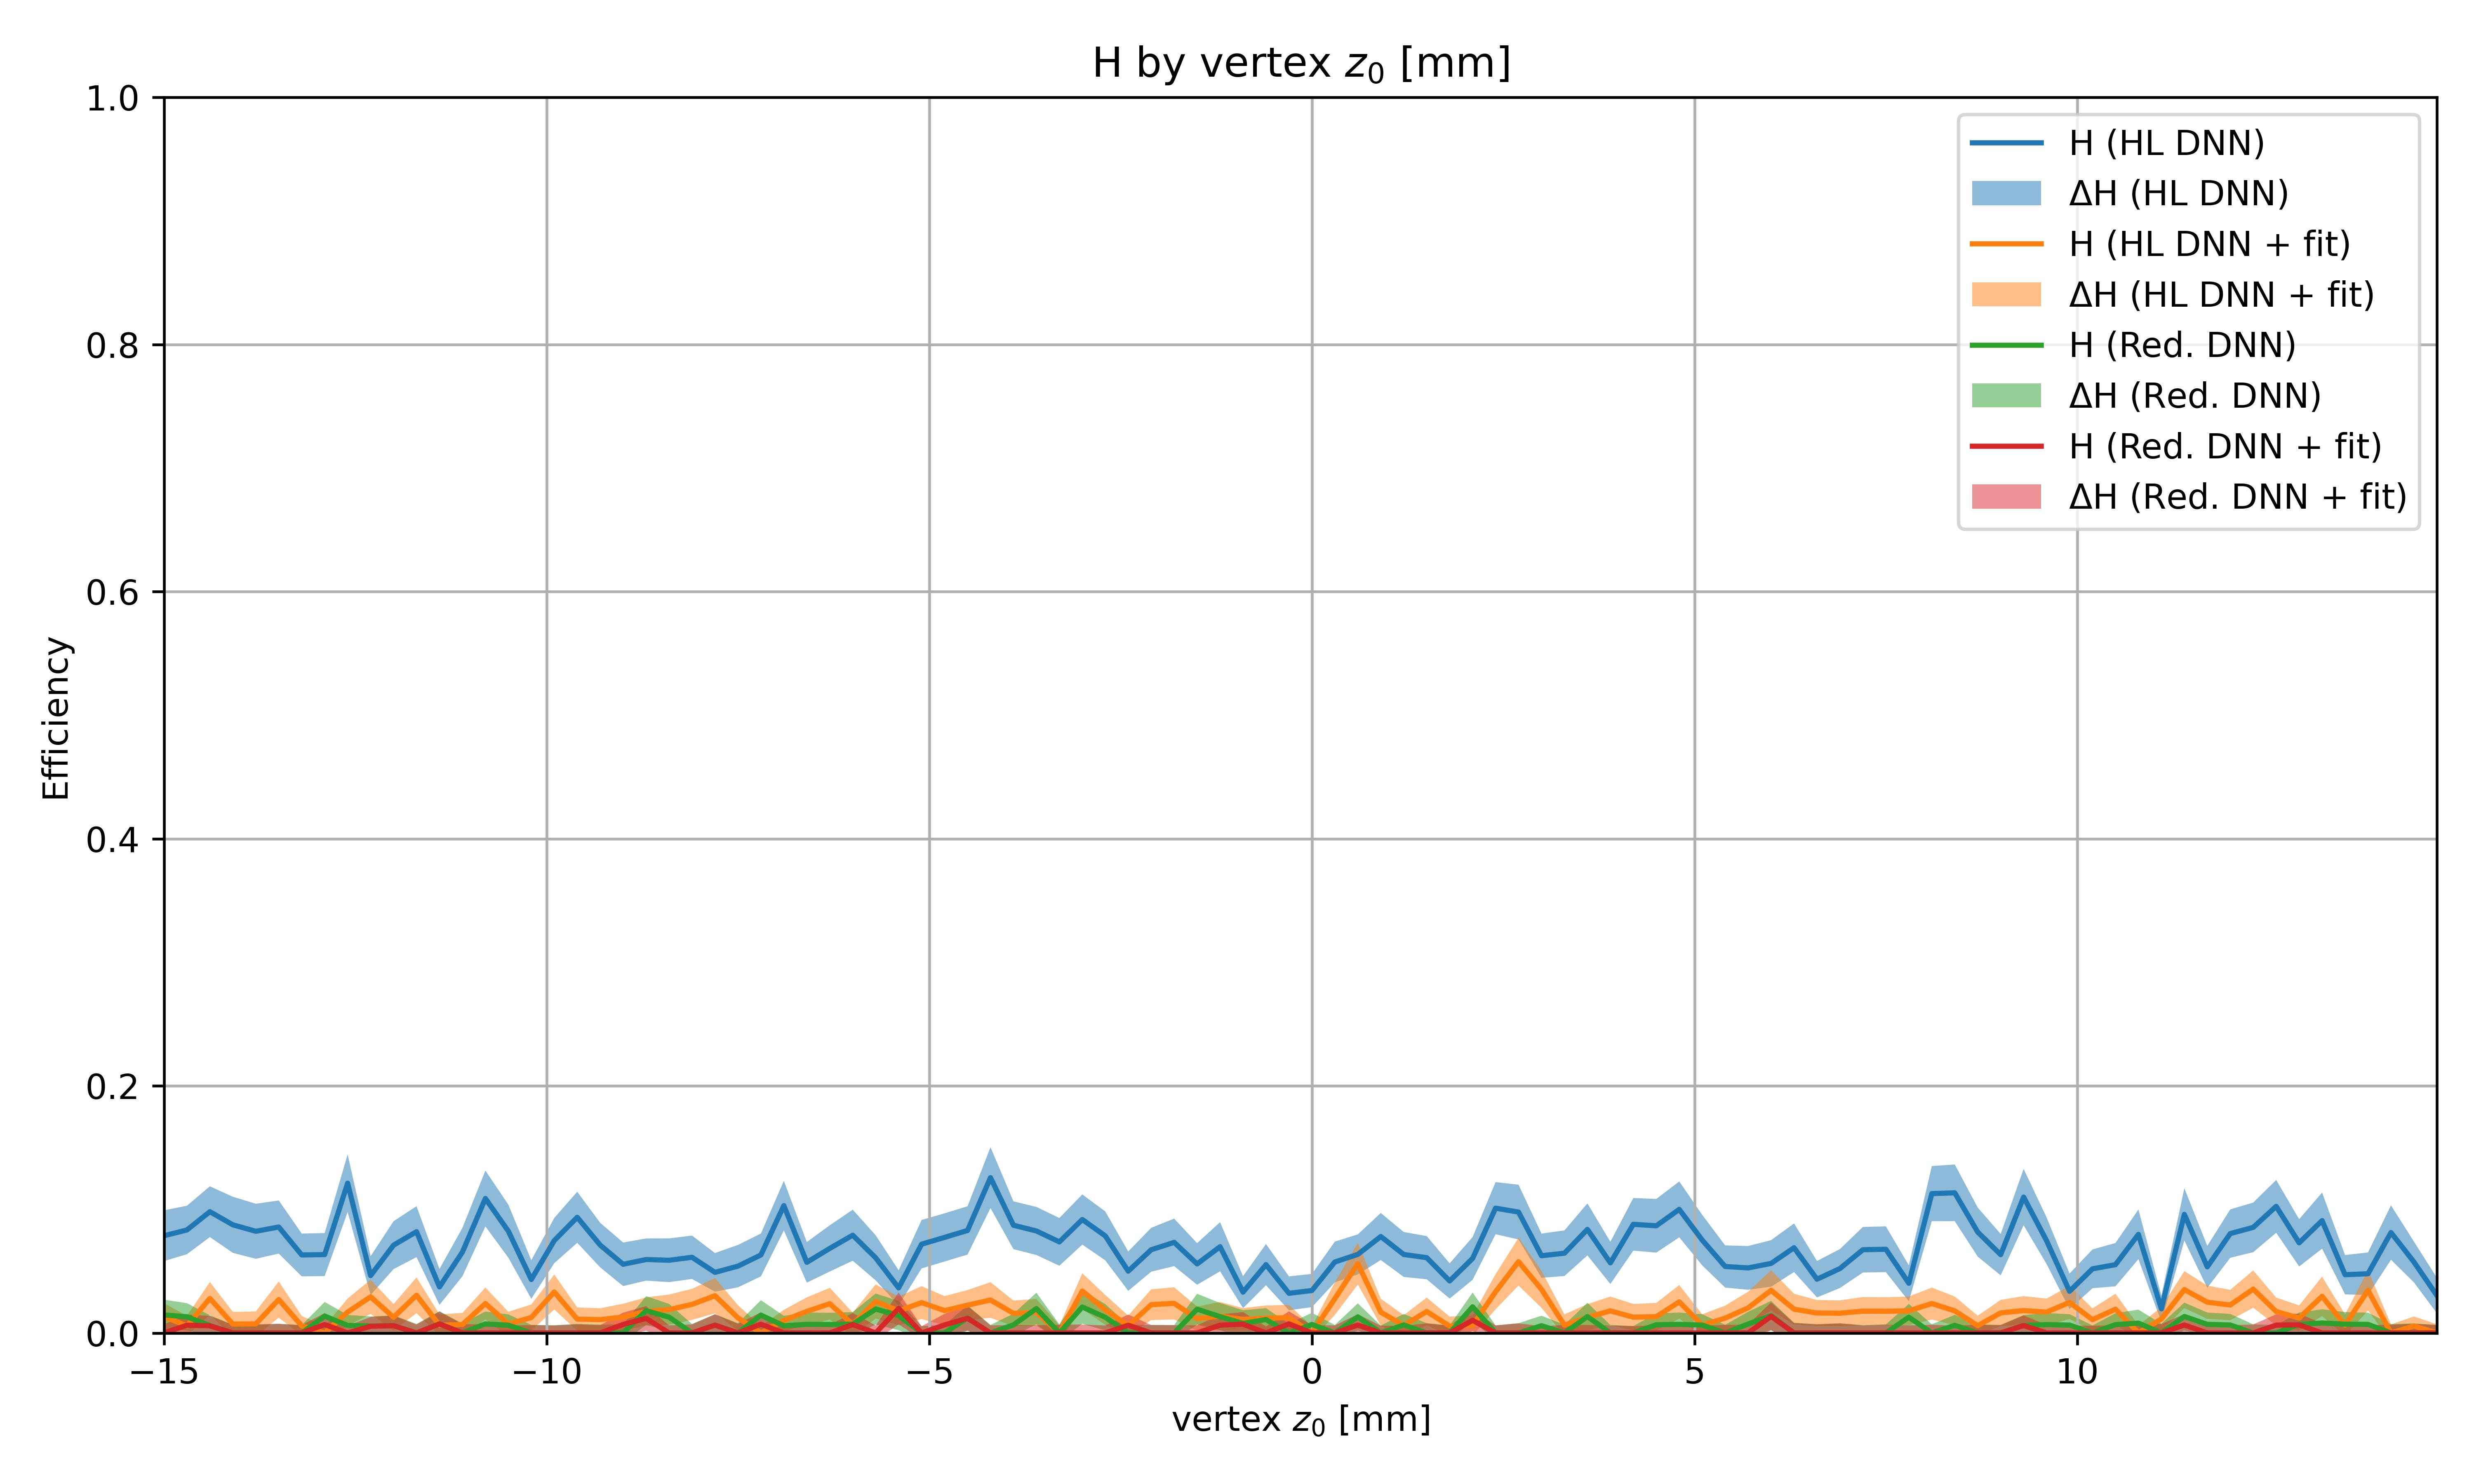 H by vertex z₀ [mm]
1.0
0.8
0.6
0.4
0.2
0.0
Efficiency
H (HL DNN)
ΔH (HL DNN)
H (HL DNN + fit)
ΔH (HL DNN + fit)
H (Red. DNN)
ΔH (Red. DNN)
H (Red. DNN + fit)
ΔH (Red. DNN + fit)
−15 −10 −5 0 5 10
vertex z₀ [mm]